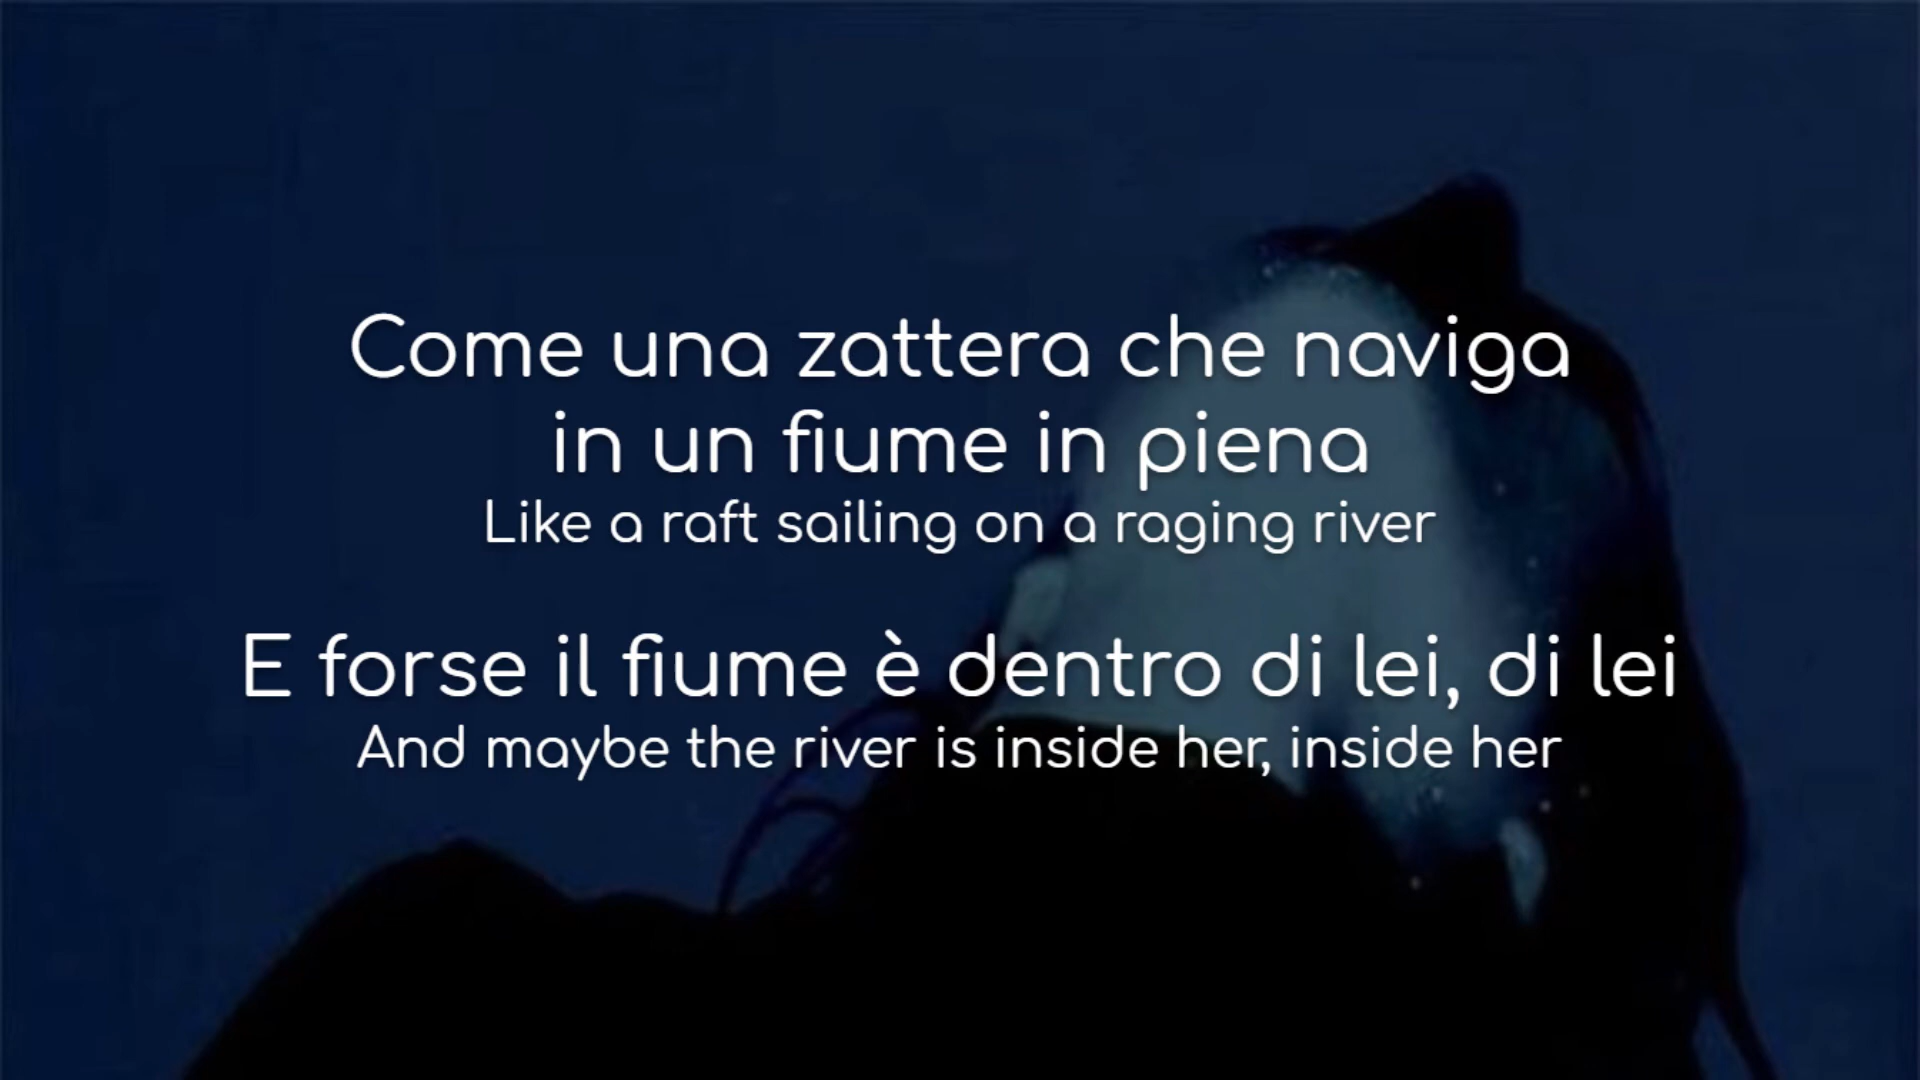 Come una zattera che naviga
in un fiume in piena
Like a raft sailing on a raging river
E forse il fiume è dentro di lei, di lei
And maybe the river is inside her, inside her